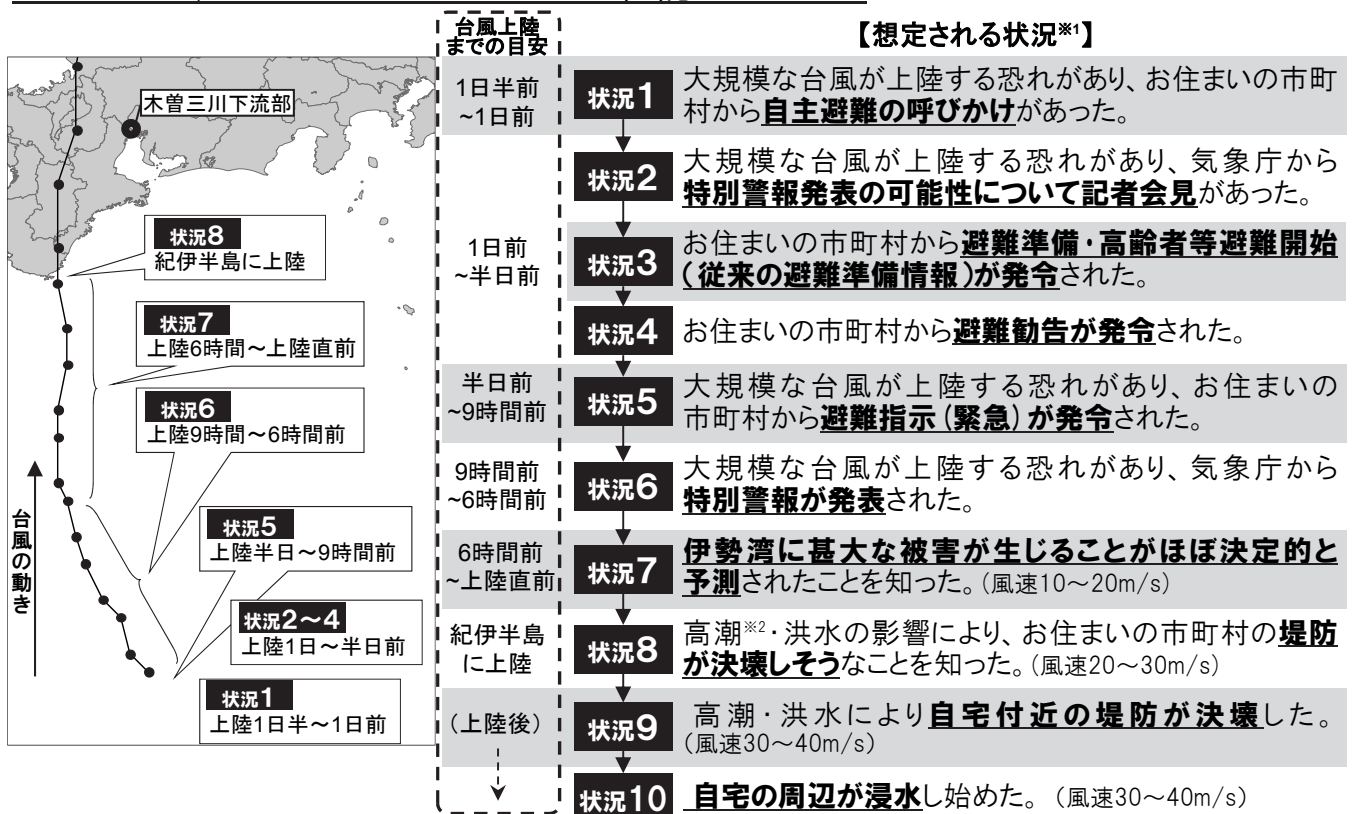 木曽三川下流部
状況8
紀伊半島に上陸
状況7
上陸6時間～上陸直前
状況6
上陸9時間～6時間前
状況5
上陸半日～9時間前
状況2～4
上陸1日～半日前
状況1
上陸1日半～1日前
台風の動き
台風上陸
までの目安
【想定される状況※1】
1日半前
~1日前
状況1
大規模な台風が上陸する恐れがあり、お住まいの市町
村から自主避難の呼びかけがあった。
1日前
~半日前
状況2
大規模な台風が上陸する恐れがあり、気象庁から
特別警報発表の可能性について記者会見があった。
状況3
お住まいの市町村から避難準備・高齢者等避難開始
（従来の避難準備情報）が発令された。
状況4
お住まいの市町村から避難勧告が発令された。
半日前
~9時間前
状況5
大規模な台風が上陸する恐れがあり、お住まいの
市町村から避難指示（緊急）が発令された。
9時間前
~6時間前
状況6
大規模な台風が上陸する恐れがあり、気象庁から
特別警報が発表された。
6時間前
~上陸直前
状況7
伊勢湾に甚大な被害が生じることがほぼ決定的と
予測されたことを知った。（風速10～20m/s）
紀伊半島
に上陸
状況8
高潮※2・洪水の影響により、お住まいの市町村の堤防
が決壊しそうなことを知った。（風速20～30m/s）
（上陸後）
状況9
高潮・洪水により自宅付近の堤防が決壊した。
（風速30～40m/s）
状況10
自宅の周辺が浸水し始めた。（風速30～40m/s）